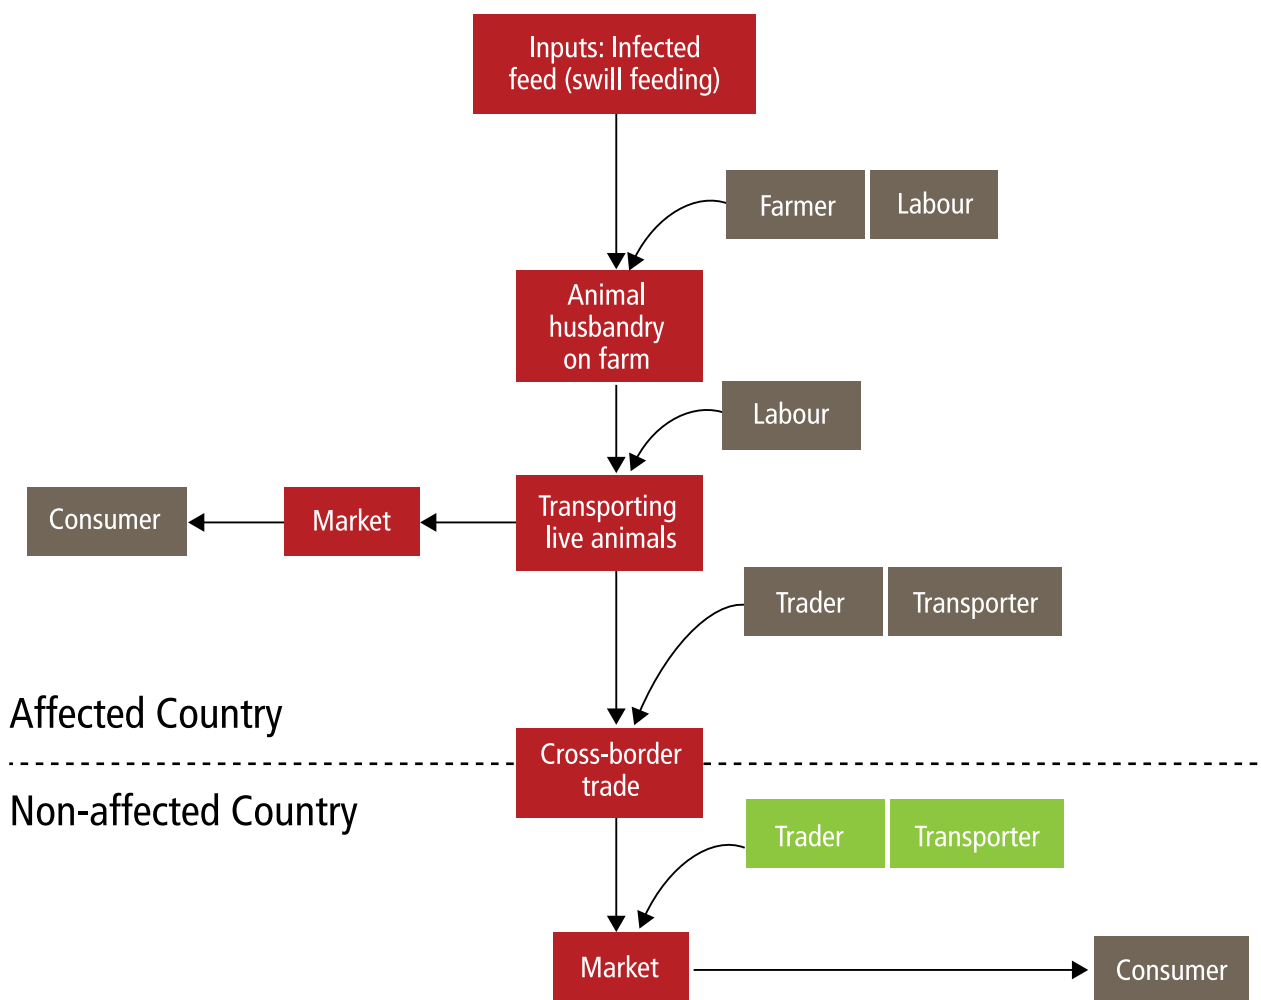 Inputs: Infected
feed (swill feeding)
Farmer
Labour
Animal
husbandry
on farm
Labour
Consumer
Market
Transporting
live animals
Trader
Transporter
Affected Country
Cross-border
trade
Non-affected Country
Trader
Transporter
Market
Consumer